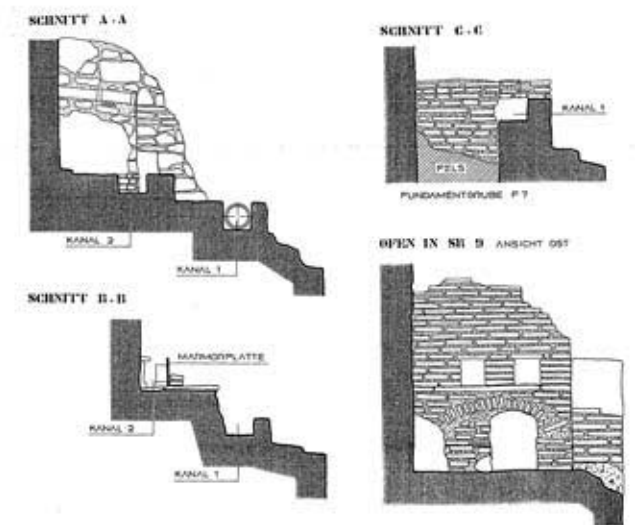 SCHNITT A-A
KANAL 2
KANAL 1
SCHNITT B-B
MARMORPLATTE
KANAL 2
KANAL 1
SCHNITT C-C
KANAL 1
FELS
FUNDAMENTGRUBE F 7
OFEN IN SR 9 ANSICHT OST